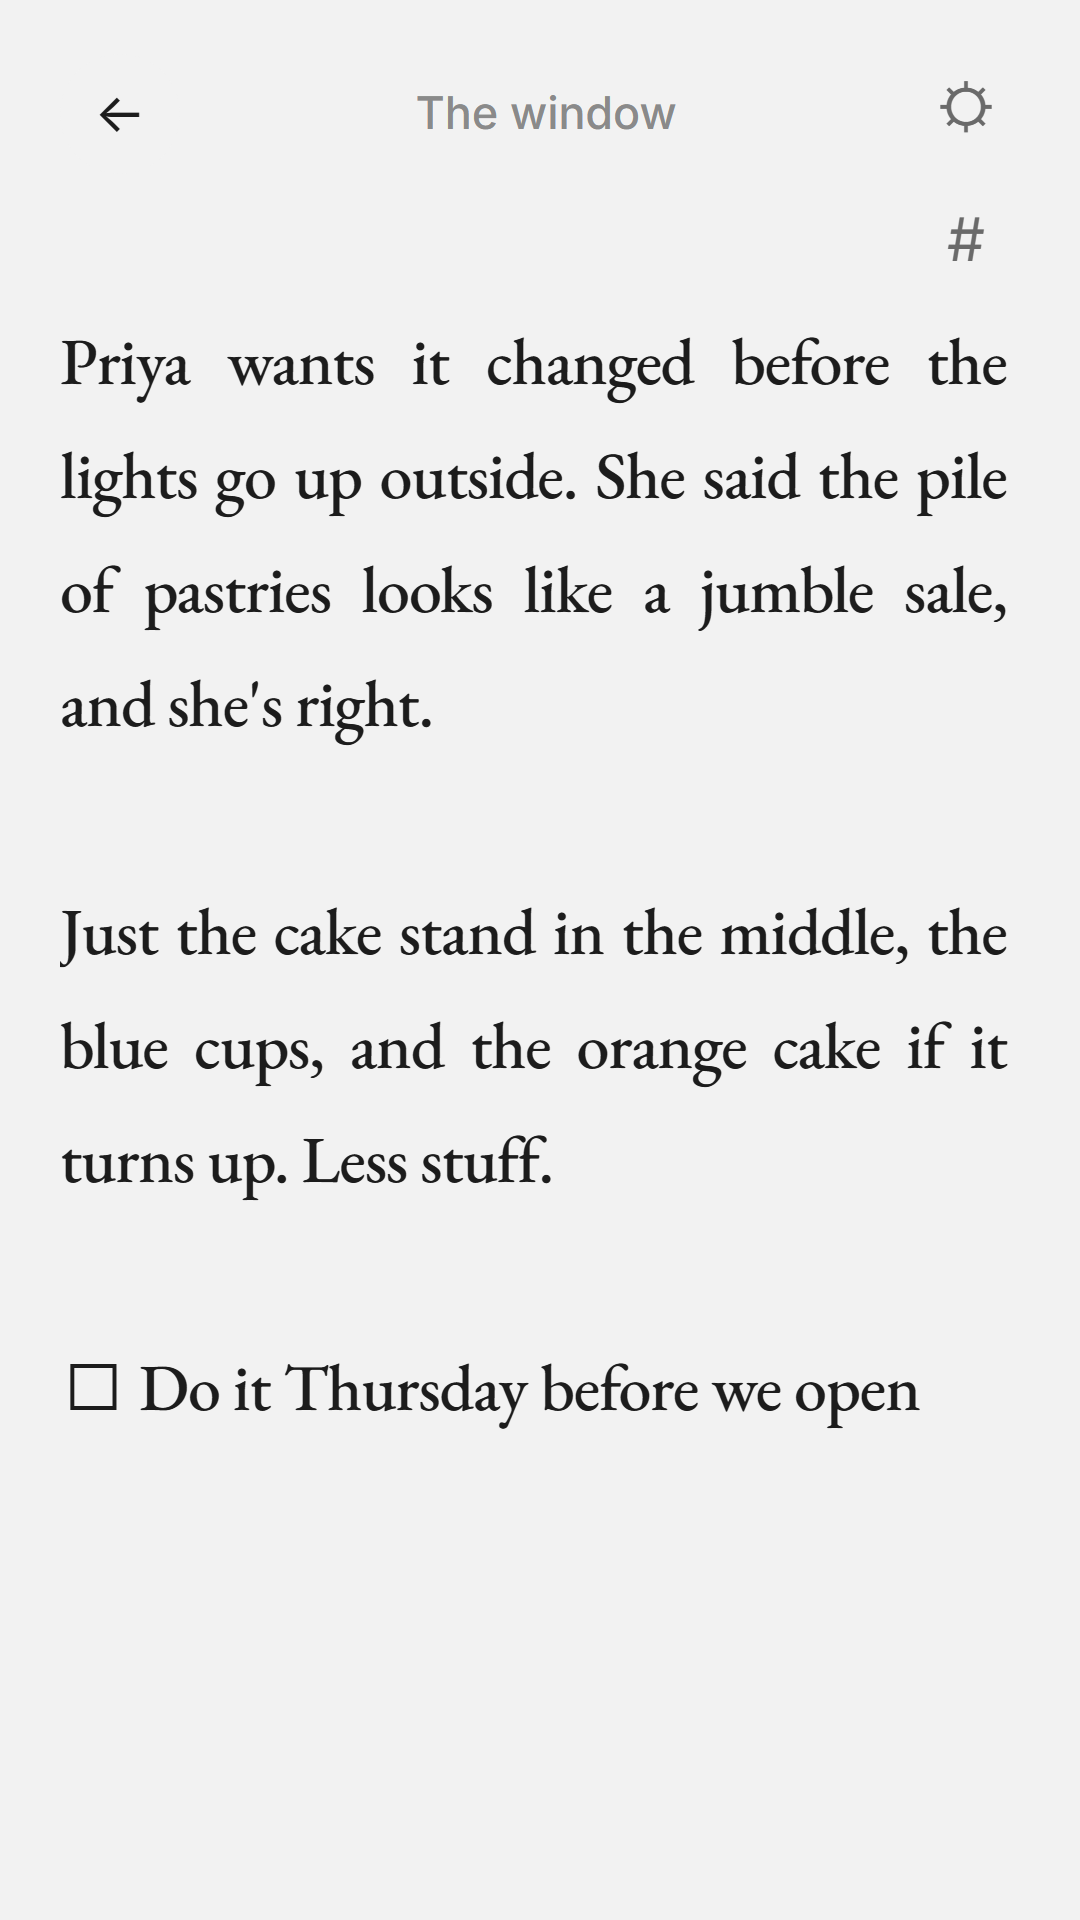 The window
#
Priya wants it changed before the
lights go up outside. She said the pile
of pastries looks like a jumble sale,
and she's right.
Just the cake stand in the middle, the
blue cups, and the orange cake if it
turns up. Less stuff.
☐ Do it Thursday before we open